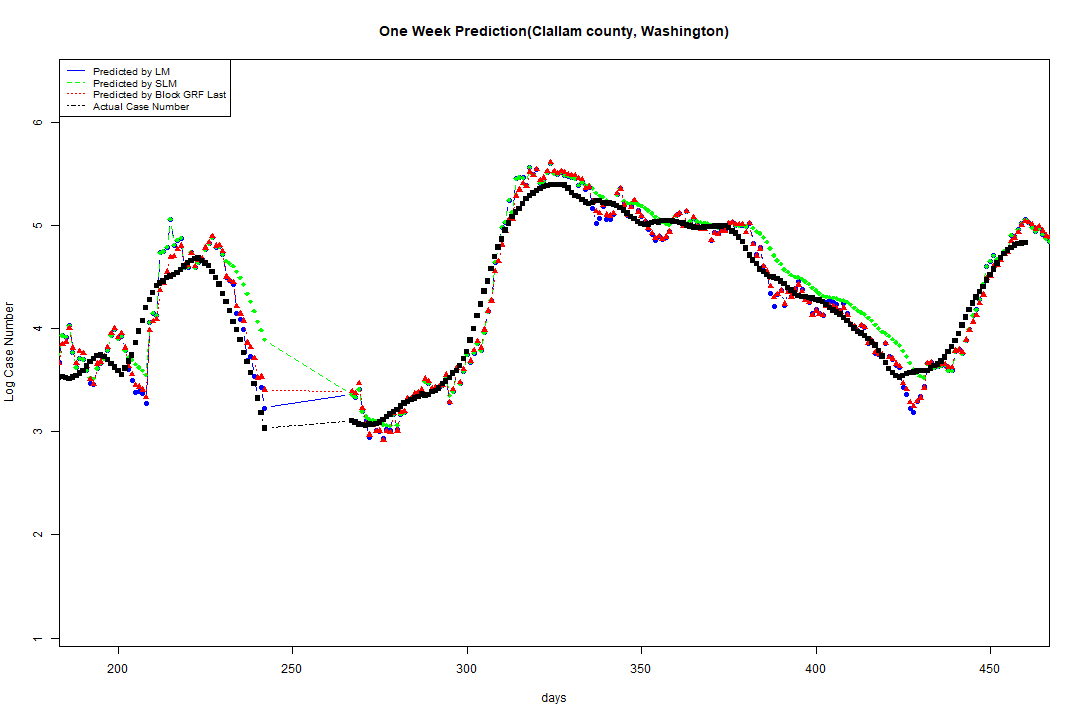 One Week Prediction(Clallam county, Washington)
Predicted by LM
Predicted by SLM
Predicted by Block GRF Last
Actual Case Number
Log Case Number
6
5
4
3
2
1
200 250 300 350 400 450
days